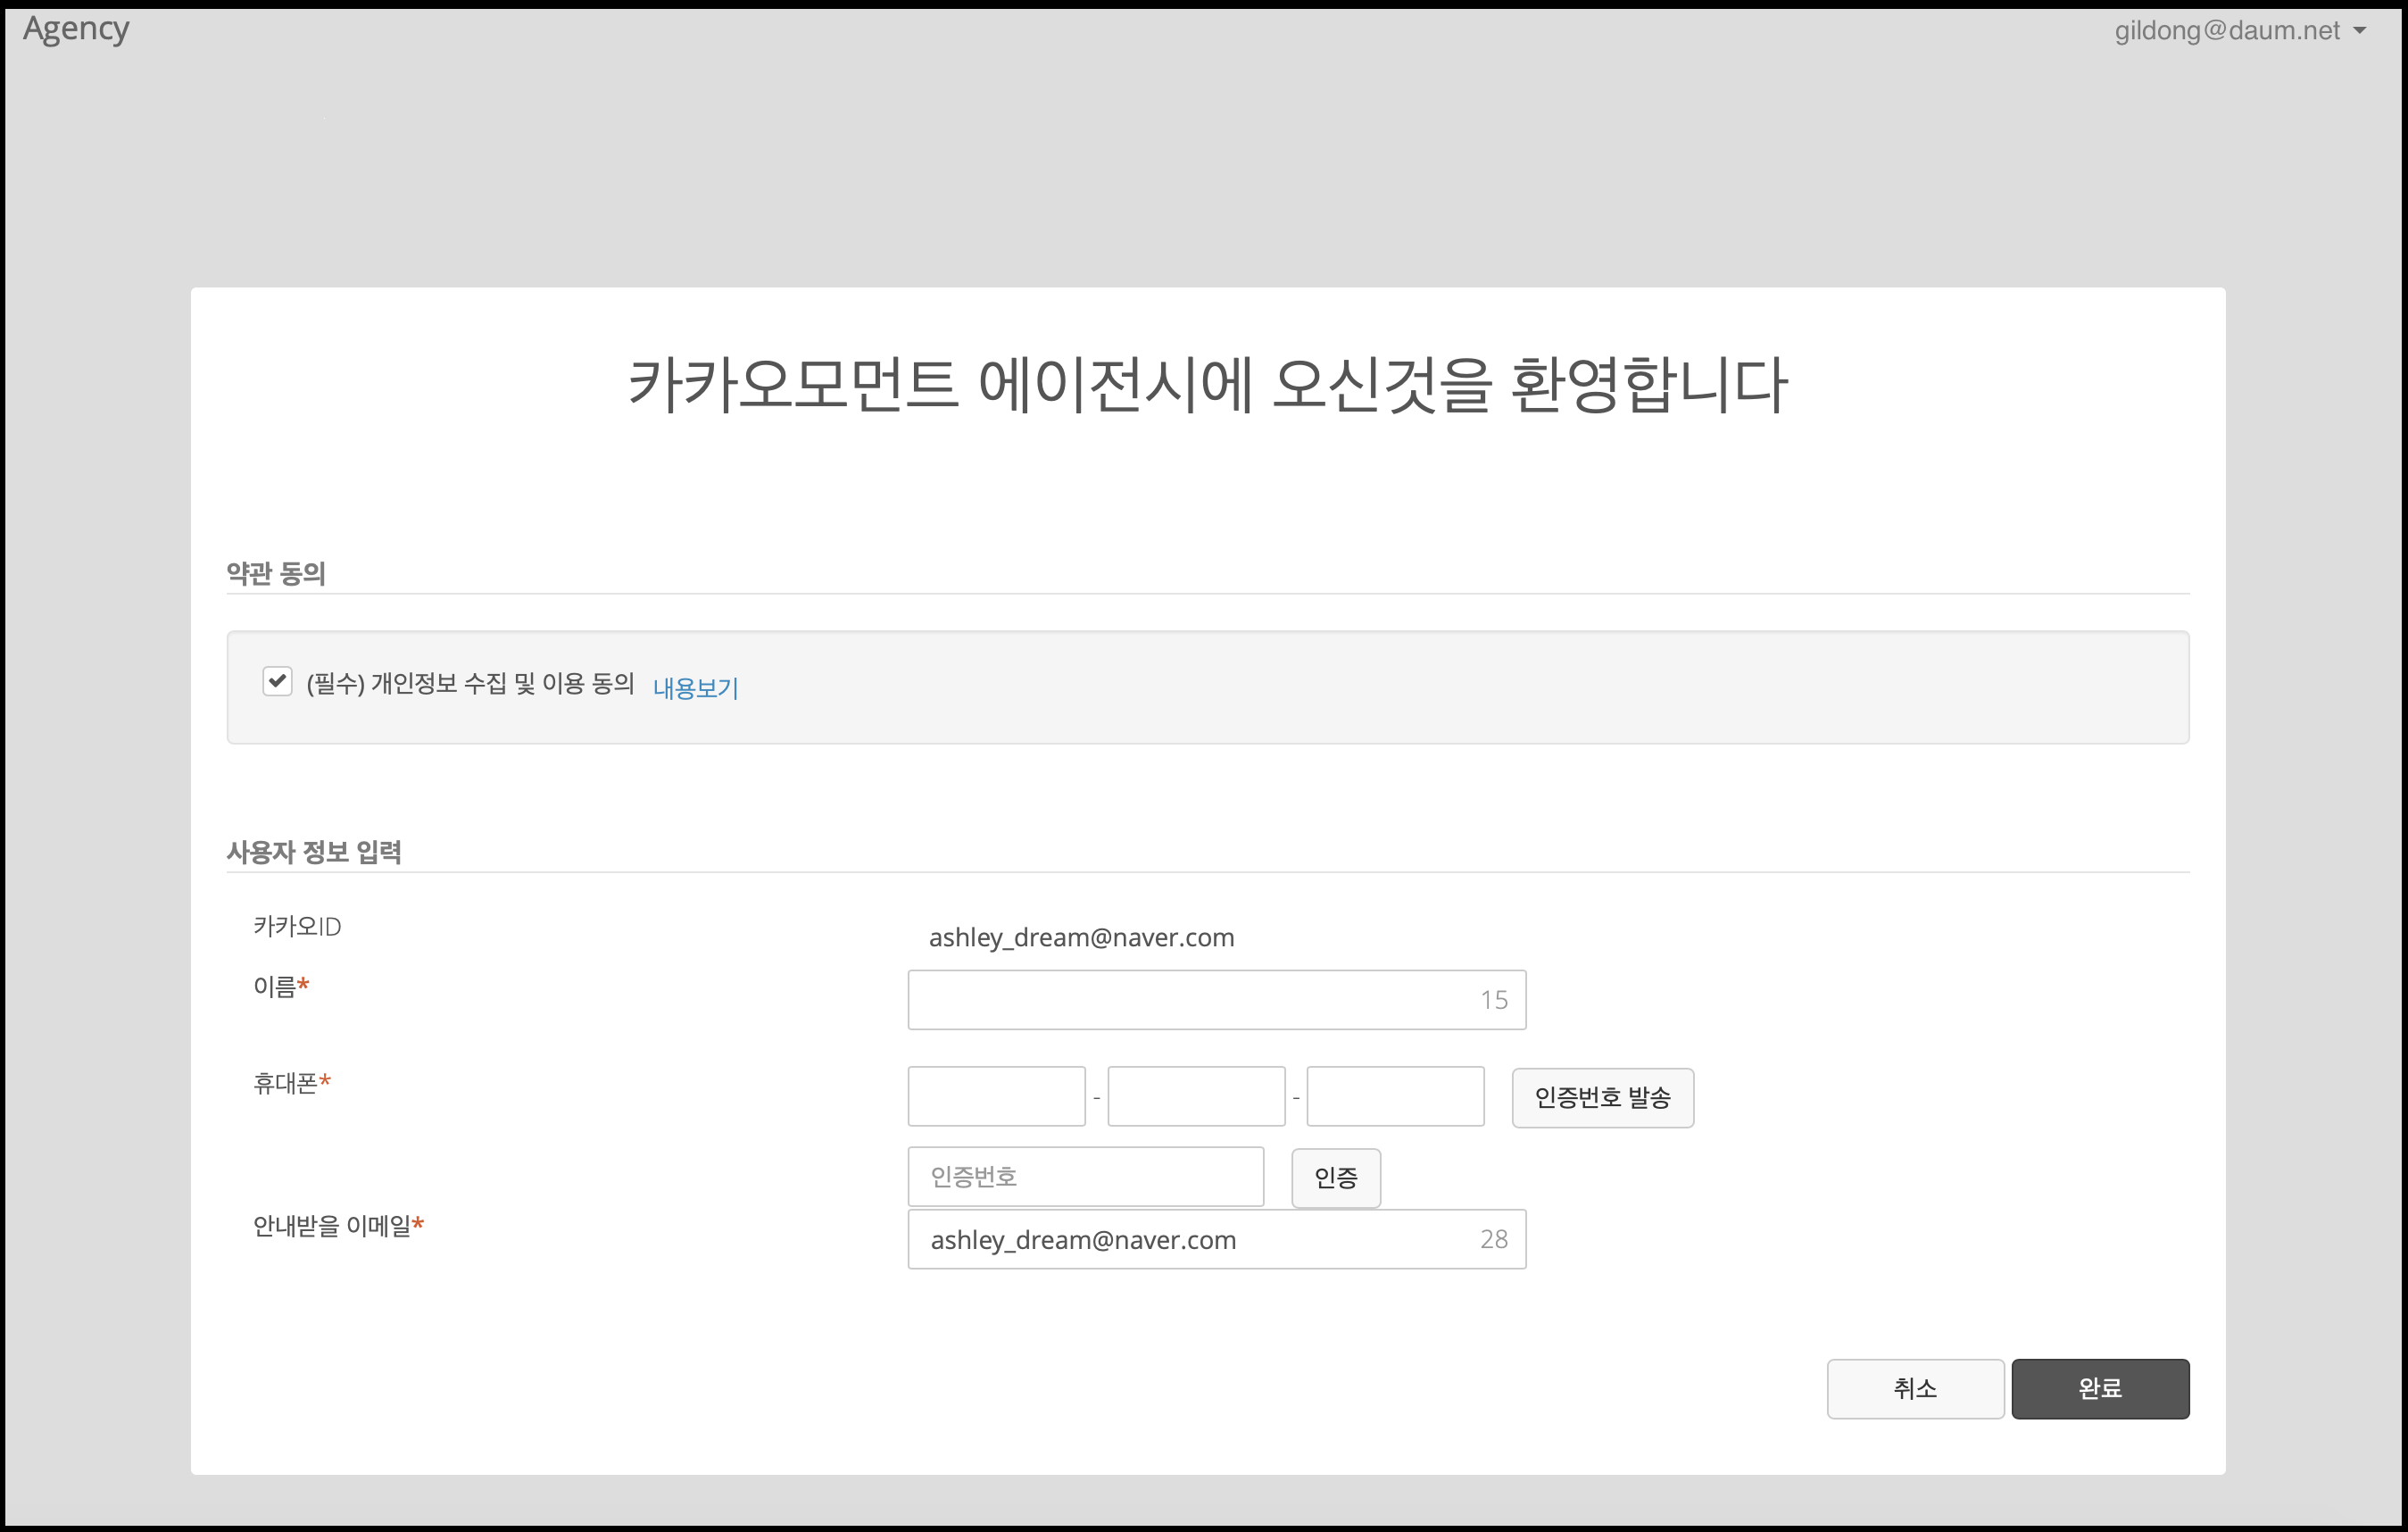 Agency
gildong@daum.net
카카오모먼트 에이전시에 오신것을 환영합니다
약관 동의
(필수) 개인정보 수집 및 이용 동의 내용보기
사용자 정보 입력
카카오ID ashley_dream@naver.com
이름* 15
휴대폰* - - 인증번호 발송
인증번호 인증
안내받을 이메일* ashley_dream@naver.com 28
취소 완료